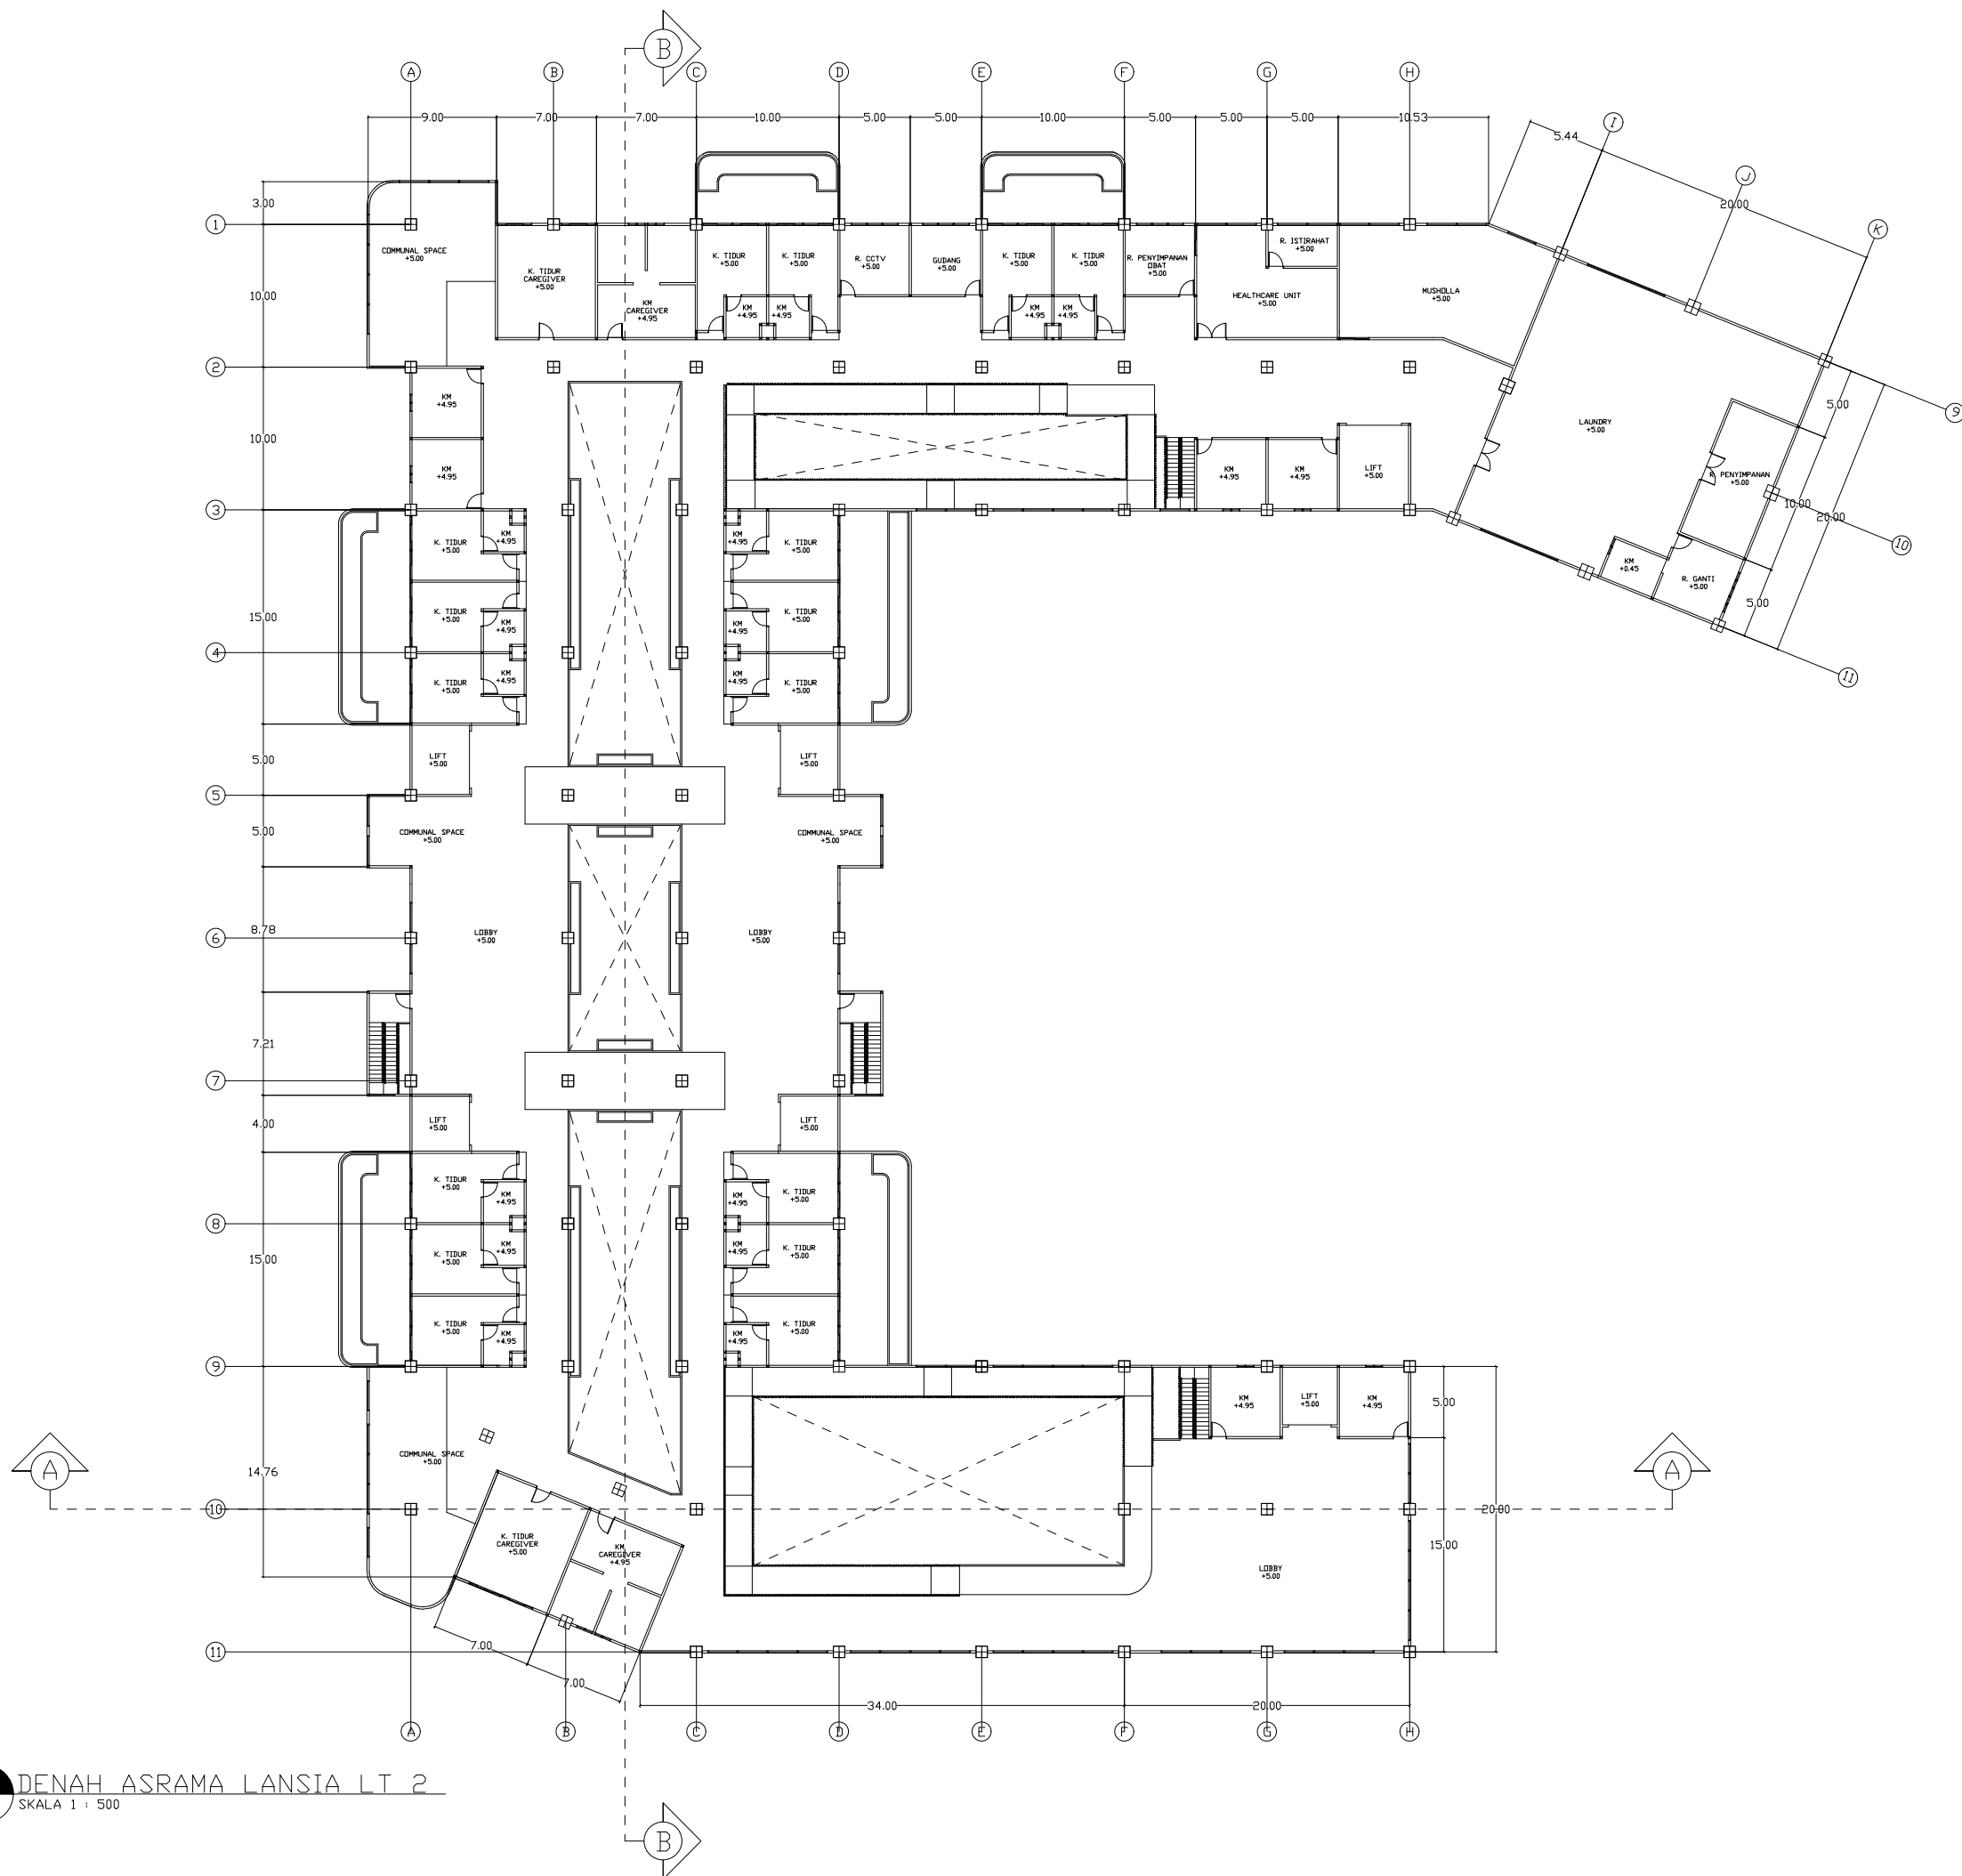 B
A
B
C
D
E
F
G
H
I
J
K
9.00
7.00
7.00
10.00
5.00
5.00
10.00
5.00
5.00
5.00
10.53
5.44
20.00
3.00
1
COMMUNAL SPACE
+5.00
K. TIDUR
CAREGIVER
+5.00
KM
CAREGIVER
+4.95
K. TIDUR
+5.00
K. TIDUR
+5.00
KM
+4.95
KM
+4.95
R. CCTV
+5.00
GUDANG
+5.00
K. TIDUR
+5.00
K. TIDUR
+5.00
KM
+4.95
KM
+4.95
R. PENYIMPANAN
OBAT
+5.00
HEALTHCARE UNIT
+5.00
R. ISTIRAHAT
+5.00
MUSHOLLA
+5.00
10.00
2
KM
+4.95
KM
+4.95
10.00
3
KM
+4.95
KM
+4.95
LIFT
+5.00
LAUNDRY
+5.00
R. PENYIMPANAN
+5.00
KM
+0.45
R. GANTI
+5.00
5.00
10.00
20.00
5.00
9
10
11
K. TIDUR
+5.00
KM
+4.95
KM
+4.95
K. TIDUR
+5.00
15.00
K. TIDUR
+5.00
KM
+4.95
KM
+4.95
K. TIDUR
+5.00
4
K. TIDUR
+5.00
KM
+4.95
KM
+4.95
K. TIDUR
+5.00
5.00
LIFT
+5.00
LIFT
+5.00
5
5.00
COMMUNAL SPACE
+5.00
COMMUNAL SPACE
+5.00
8.78
6
LOBBY
+5.00
LOBBY
+5.00
7.21
7
4.00
LIFT
+5.00
LIFT
+5.00
K. TIDUR
+5.00
KM
+4.95
KM
+4.95
K. TIDUR
+5.00
8
15.00
K. TIDUR
+5.00
KM
+4.95
KM
+4.95
K. TIDUR
+5.00
K. TIDUR
+5.00
KM
+4.95
KM
+4.95
K. TIDUR
+5.00
9
KM
+4.95
LIFT
+5.00
KM
+4.95
5.00
COMMUNAL SPACE
+5.00
14.76
A
A
10
20.00
15.00
K. TIDUR
CAREGIVER
+5.00
KM
CAREGIVER
+4.95
LOBBY
+5.00
11
7.00
7.00
34.00
20.00
A
B
C
D
E
F
G
H
DENAH ASRAMA LANSIA LT 2
SKALA 1 : 500
B